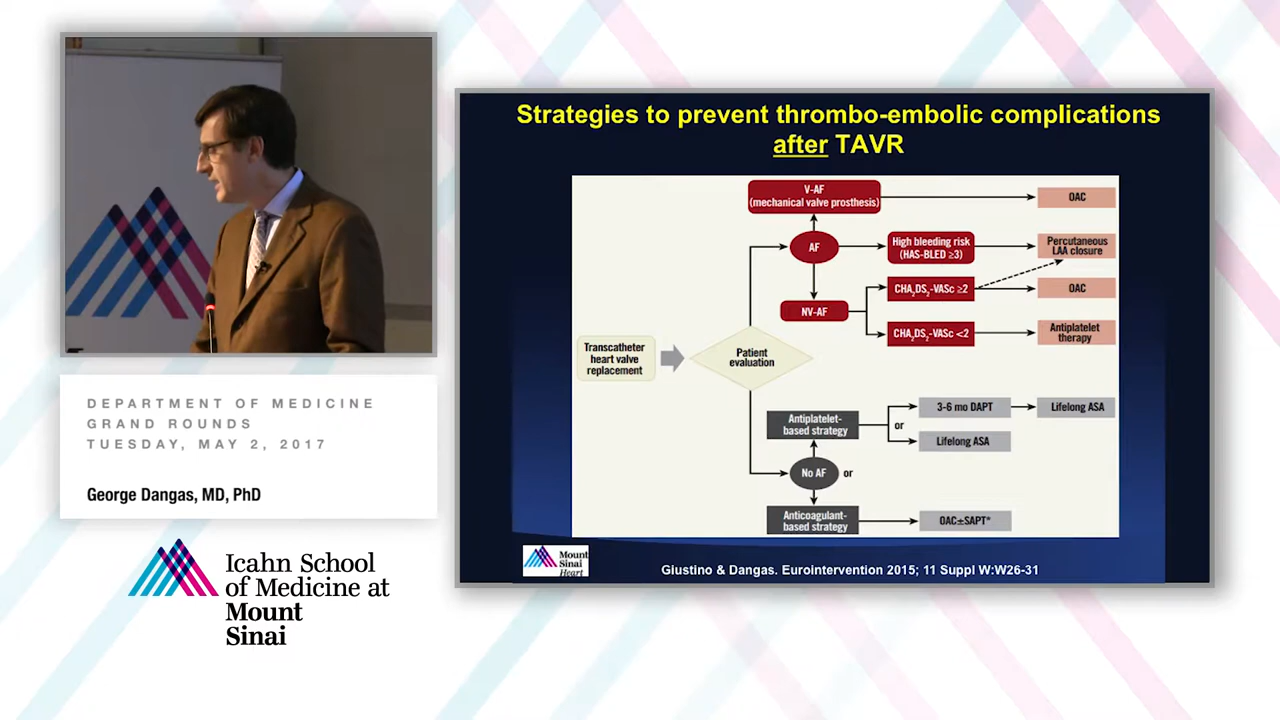 Strategies to prevent thrombo-embolic complications
after TAVR
V-AF
(mechanical valve prosthesis)
OAC
AF
High bleeding risk
(HAS-BLED ≥3)
Percutaneous
LAA closure
CHA2DS2-VASc ≥2
OAC
NV-AF
CHA2DS2-VASc <2
Antiplatelet
therapy
Transcatheter
heart valve
replacement
Patient
evaluation
Antiplatelet-
based strategy
3-6 mo DAPT
Lifelong ASA
or
Lifelong ASA
No AF
or
Anticoagulant-
based strategy
OAC±SAPT*
Mount
Sinai
Heart
Giustino & Dangas. Eurointervention 2015; 11 Suppl W:W26-31
DEPARTMENT OF MEDICINE
GRAND ROUNDS
TUESDAY, MAY 2, 2017
George Dangas, MD, PhD
Icahn School
of Medicine at
Mount
Sinai